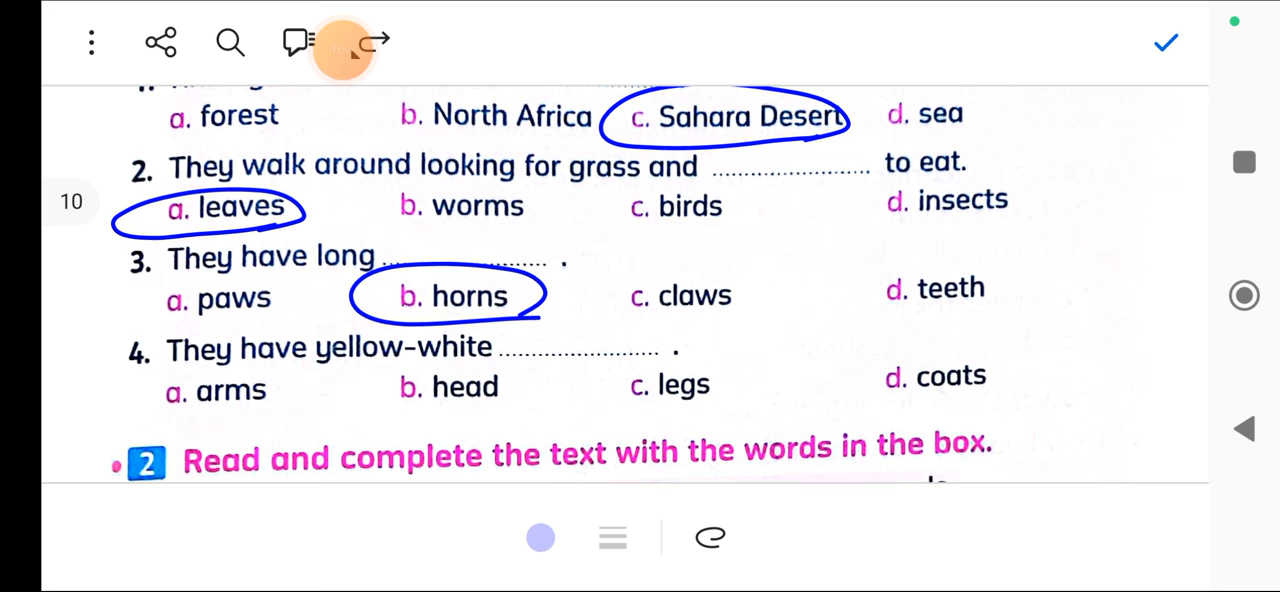 a. forest b. North Africa c. Sahara Desert d. sea
2. They walk around looking for grass and ........................ to eat.
10
a. leaves b. worms c. birds d. insects
3. They have long ........................ .
a. paws b. horns c. claws d. teeth
4. They have yellow-white ........................ .
a. arms b. head c. legs d. coats
2 Read and complete the text with the words in the box.